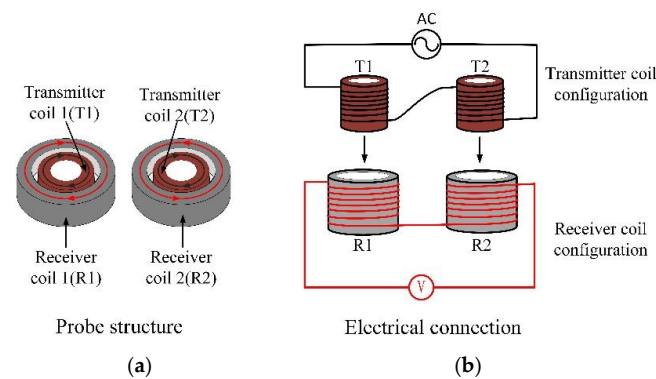 Transmitter
coil 1(T1)
Transmitter
coil 2(T2)
Receiver
coil 1(R1)
Receiver
coil 2(R2)
Probe structure
(a)
AC
T1
T2
Transmitter coil
configuration
R1
R2
Receiver coil
configuration
V
Electrical connection
(b)